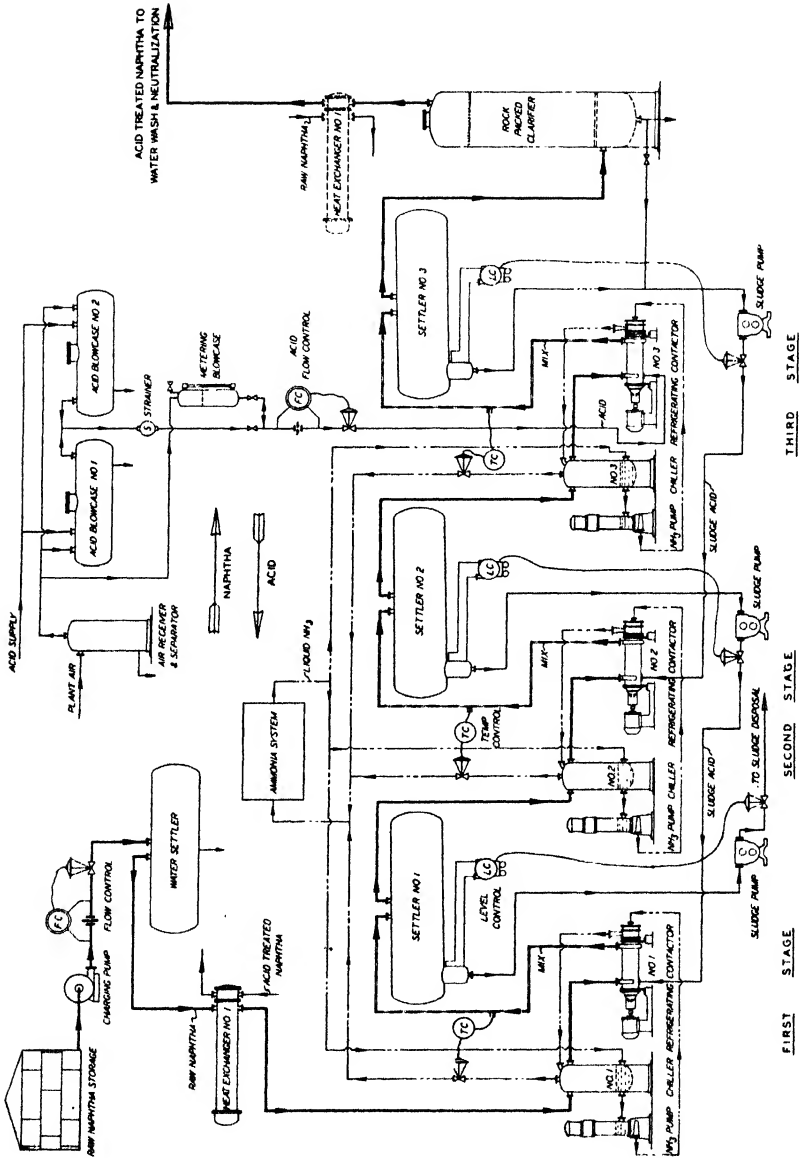 RAW NAPHTHA STORAGE
CHARGING PUMP
FC
FLOW CONTROL
WATER SETTLER
RAW NAPHTHA
HEAT EXCHANGER NO 1
ACID TREATED
NAPHTHA
ACID SUPPLY
PLANT AIR
AIR RECEIVER
& SEPARATOR
ACID BLOWCASE NO 1
ACID BLOWCASE NO 2
S
STRAINER
METERING
BLOWCASE
FC
ACID
FLOW CONTROL
NAPHTHA
ACID
AMMONIA SYSTEM
LIQUID NH3
ACID TREATED NAPHTHA TO
WATER WASH & NEUTRALIZATION
RAW NAPHTHA
HEAT EXCHANGER NO 1
ROCK
PACKED
CLARIFIER
SETTLER NO 1
LC
LEVEL
CONTROL
TC
MIX
NO.1
NO 1
NH3 PUMP CHILLER REFRIGERATING CONTACTOR
SLUDGE PUMP
TO SLUDGE DISPOSAL
SLUDGE ACID
SETTLER NO 2
LC
TC
TEMP
CONTROL
MIX
NO.2
NO 2
NH3 PUMP CHILLER REFRIGERATING CONTACTOR
SLUDGE PUMP
SLUDGE ACID
SETTLER NO 3
LC
TC
MIX
ACID
NO.3
NO 3
NH3 PUMP CHILLER REFRIGERATING CONTACTOR
SLUDGE PUMP
FIRST STAGE
SECOND STAGE
THIRD STAGE